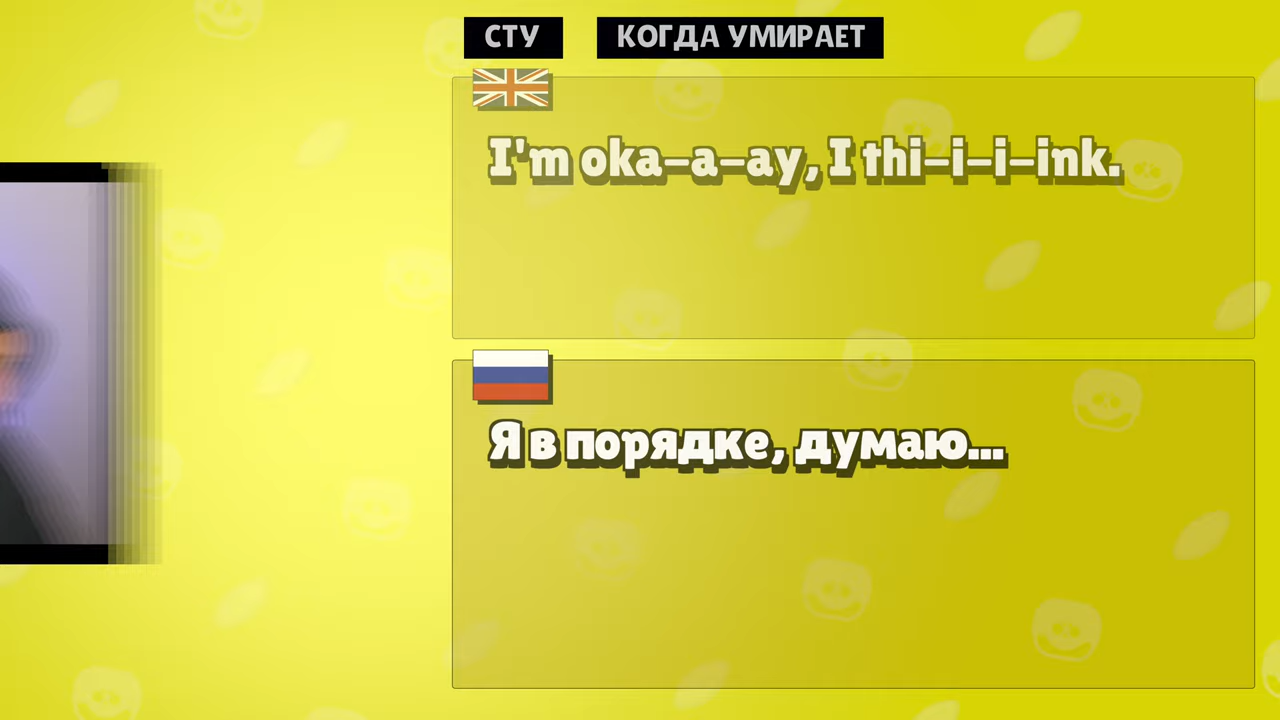 СТУ КОГДА УМИРАЕТ
I'm oka-a-ay, I thi-i-i-ink.
Я в порядке, думаю...